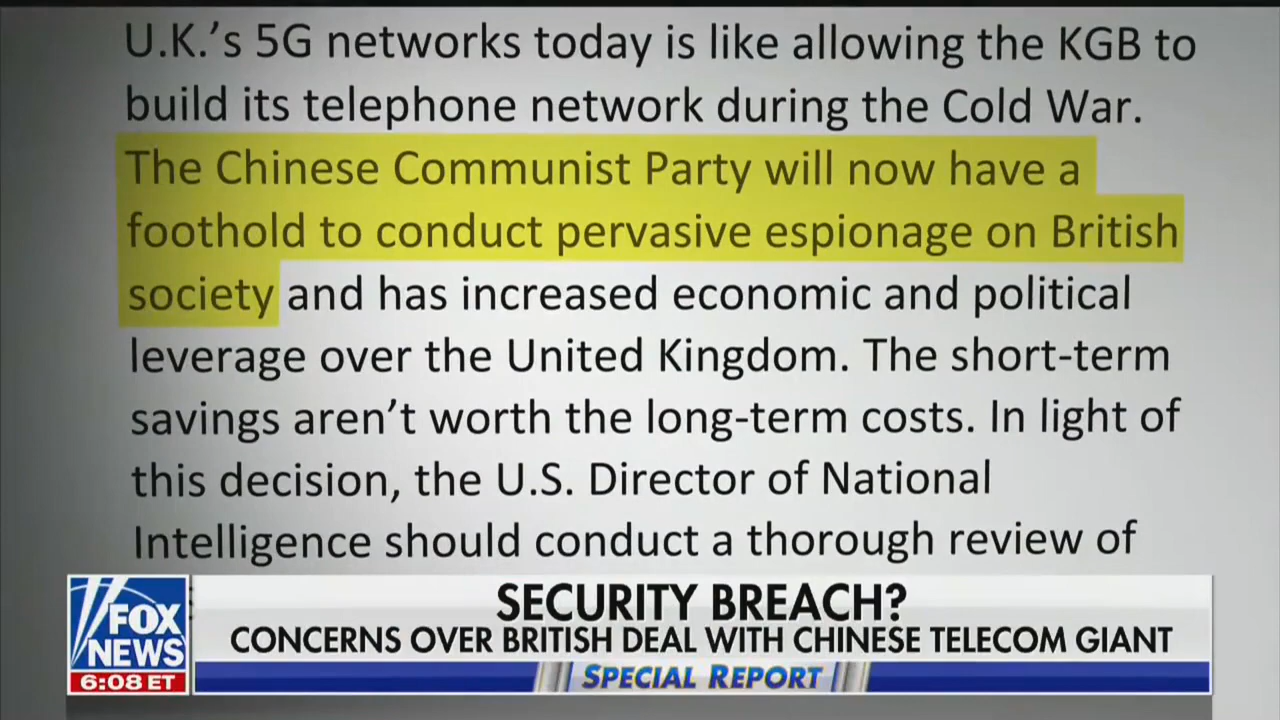 U.K.’s 5G networks today is like allowing the KGB to
build its telephone network during the Cold War.
The Chinese Communist Party will now have a
foothold to conduct pervasive espionage on British
society and has increased economic and political
leverage over the United Kingdom. The short-term
savings aren’t worth the long-term costs. In light of
this decision, the U.S. Director of National
Intelligence should conduct a thorough review of
SECURITY BREACH?
CONCERNS OVER BRITISH DEAL WITH CHINESE TELECOM GIANT
FOX
NEWS
6:08 ET
SPECIAL REPORT